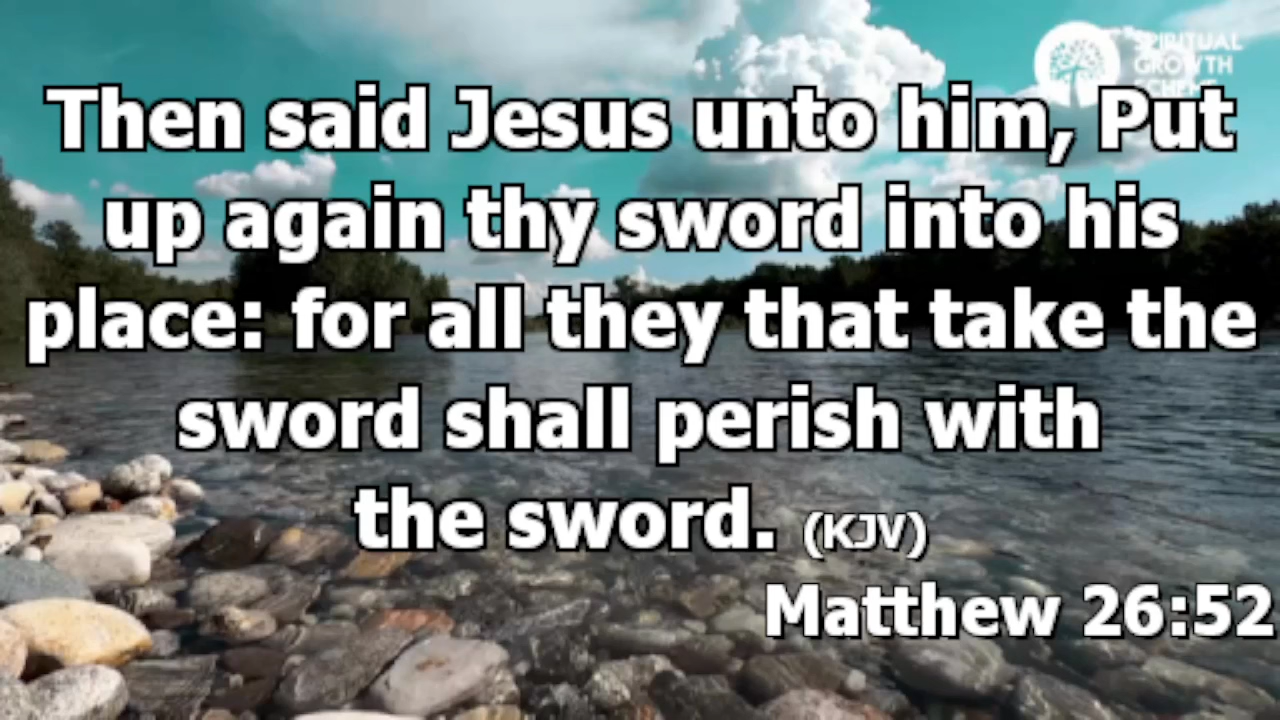 SPIRITUAL
GROWTH
Then said Jesus unto him, Put
up again thy sword into his
place: for all they that take the
sword shall perish with
the sword. (KJV)
Matthew 26:52